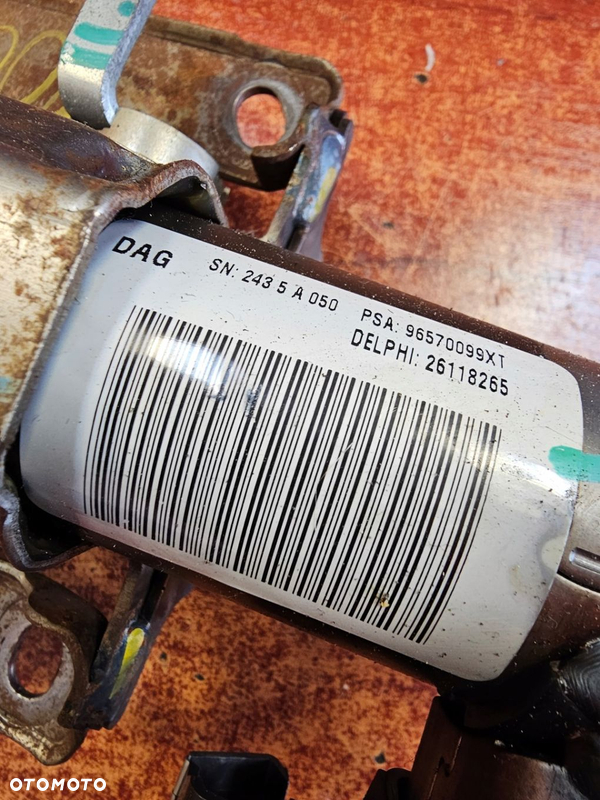 DAG SN: 243 5 A 050 PSA: 96570099XT
DELPHI: 26118265
OTOMOTO